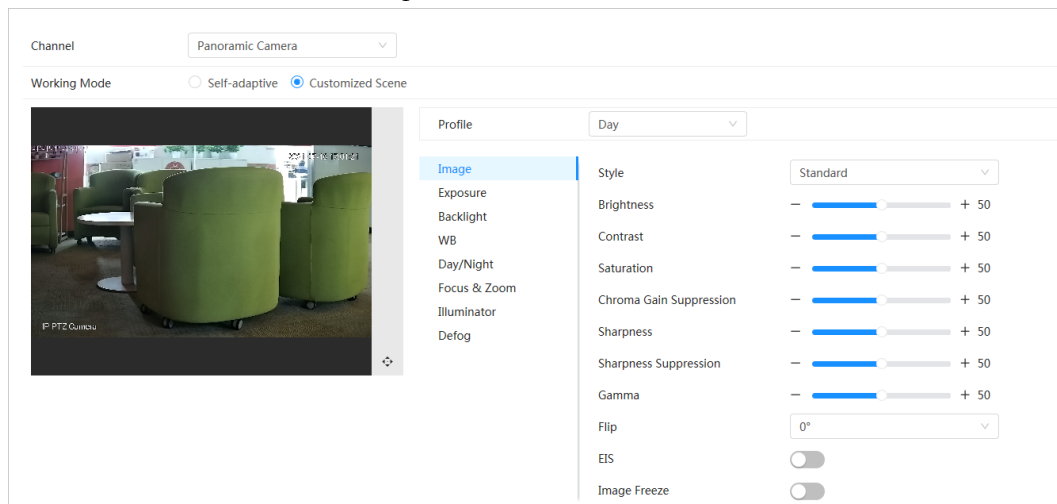 Channel Panoramic Camera
Working Mode Self-adaptive Customized Scene
Profile Day
Image
Exposure
Backlight
WB
Day/Night
Focus & Zoom
Illuminator
Defog
Style Standard
Brightness − + 50
Contrast − + 50
Saturation − + 50
Chroma Gain Suppression − + 50
Sharpness − + 50
Sharpness Suppression − + 50
Gamma − + 50
Flip 0°
EIS
Image Freeze
IP PTZ Camera